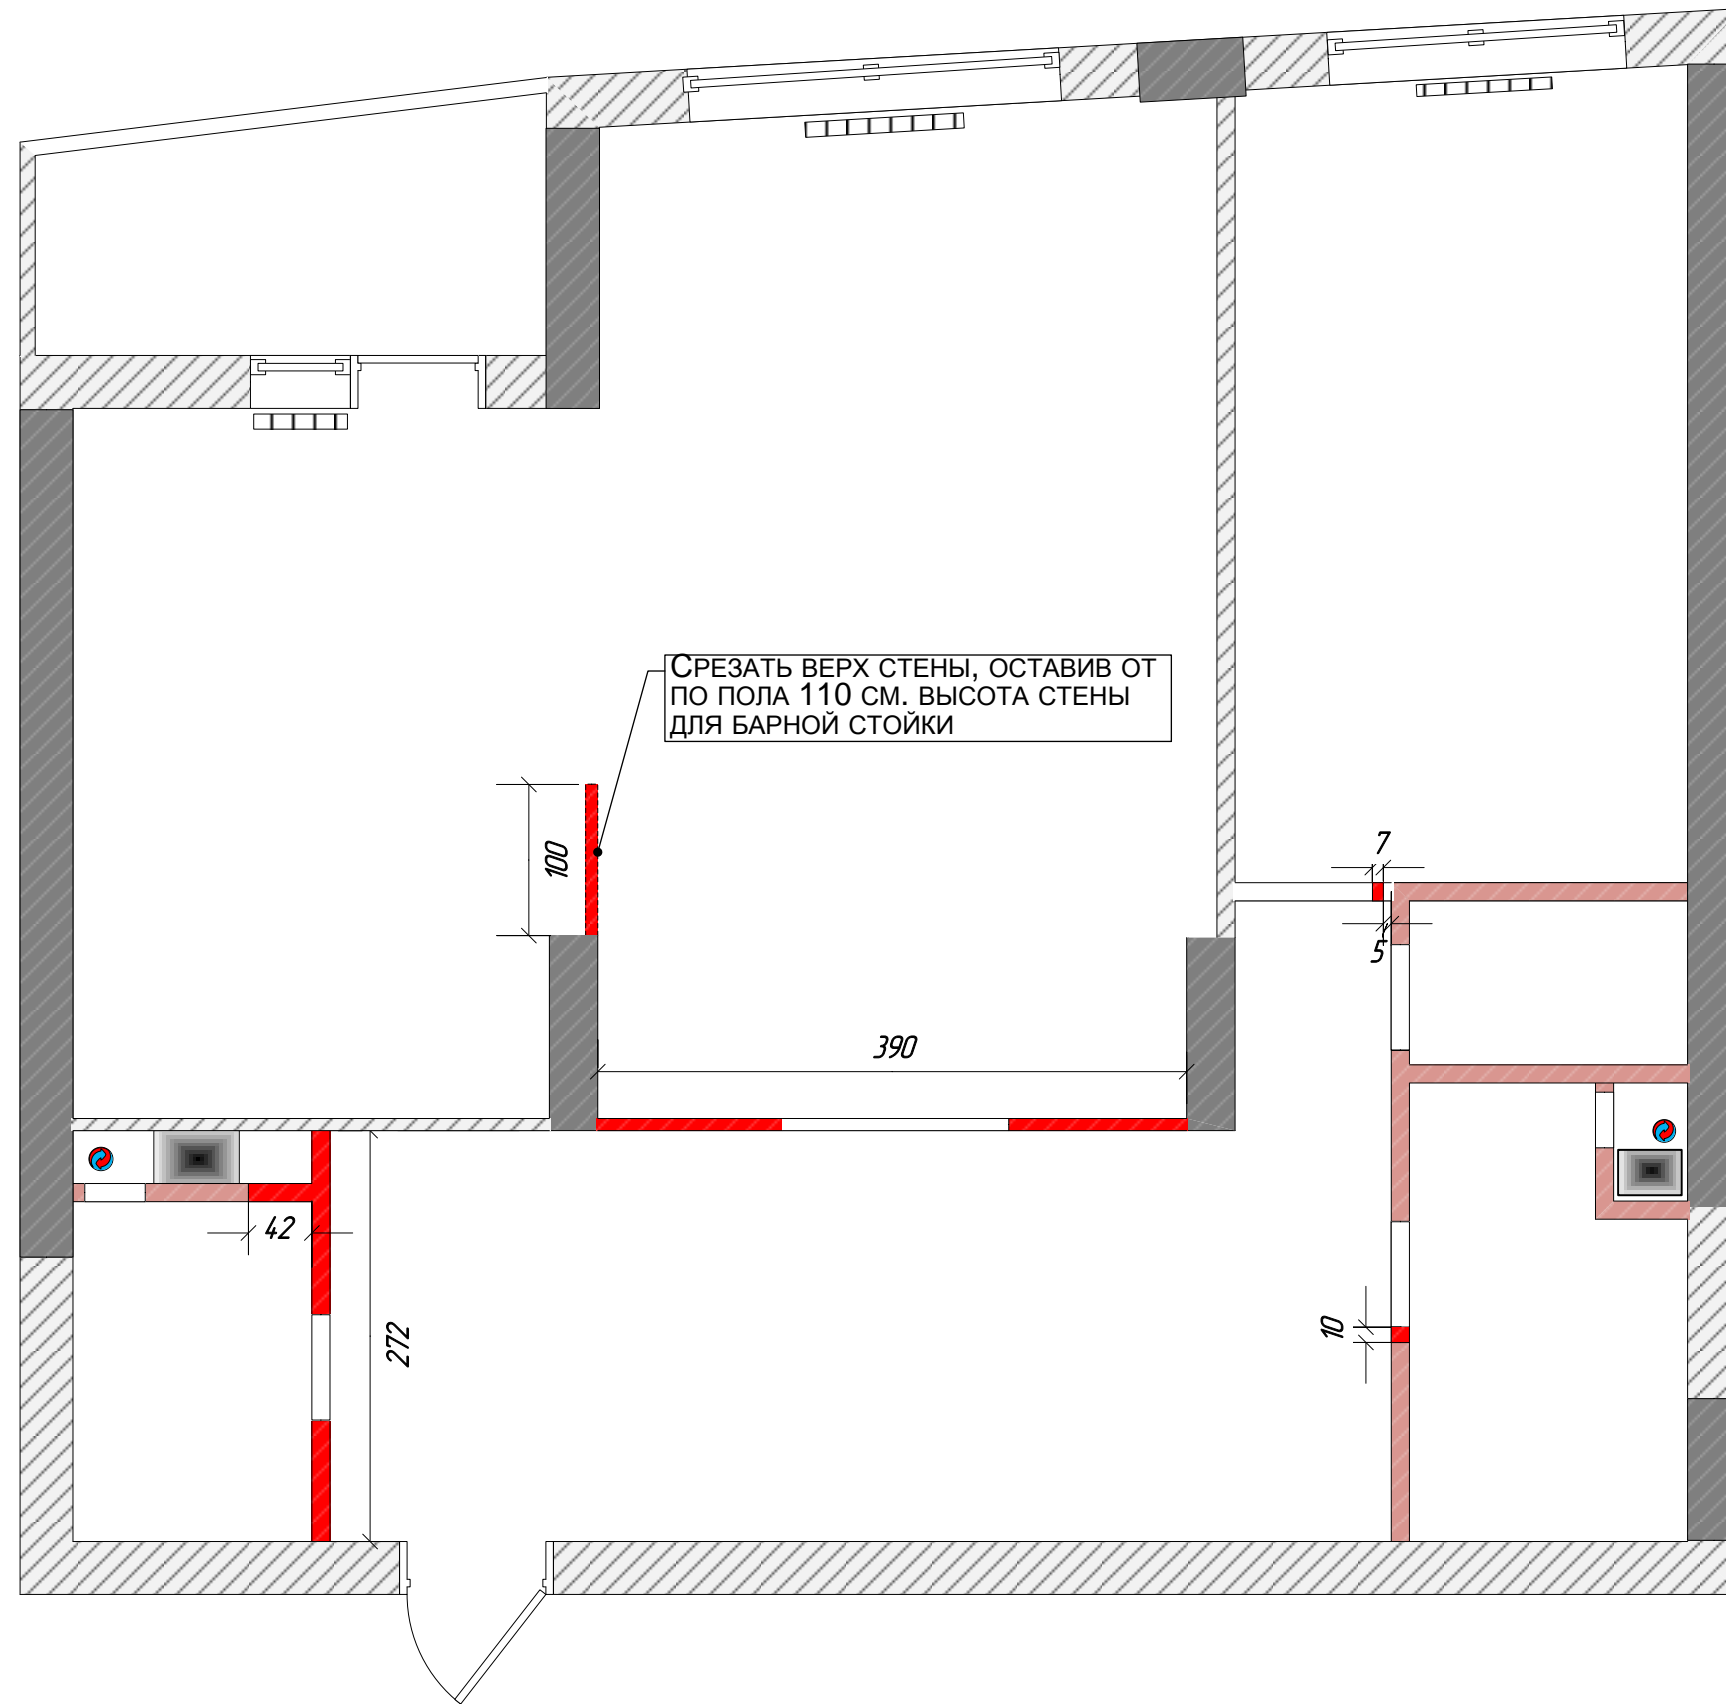 СРЕЗАТЬ ВЕРХ СТЕНЫ, ОСТАВИВ ОТ
ПО ПОЛА 110 СМ. ВЫСОТА СТЕНЫ
ДЛЯ БАРНОЙ СТОЙКИ
100
7
5
390
42
272
10